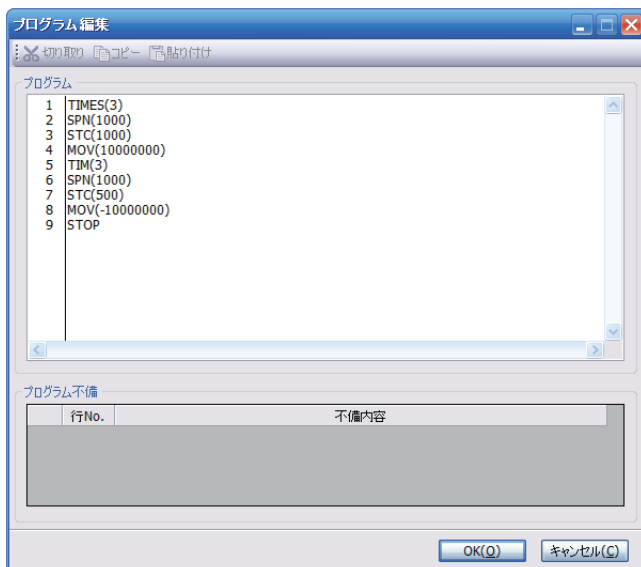 プログラム編集
切り取り コピー 貼り付け
プログラム
1 TIMES(3)
2 SPN(1000)
3 STC(1000)
4 MOV(10000000)
5 TIM(3)
6 SPN(1000)
7 STC(500)
8 MOV(-10000000)
9 STOP
プログラム不備
行No. 不備内容
OK(O) キャンセル(C)